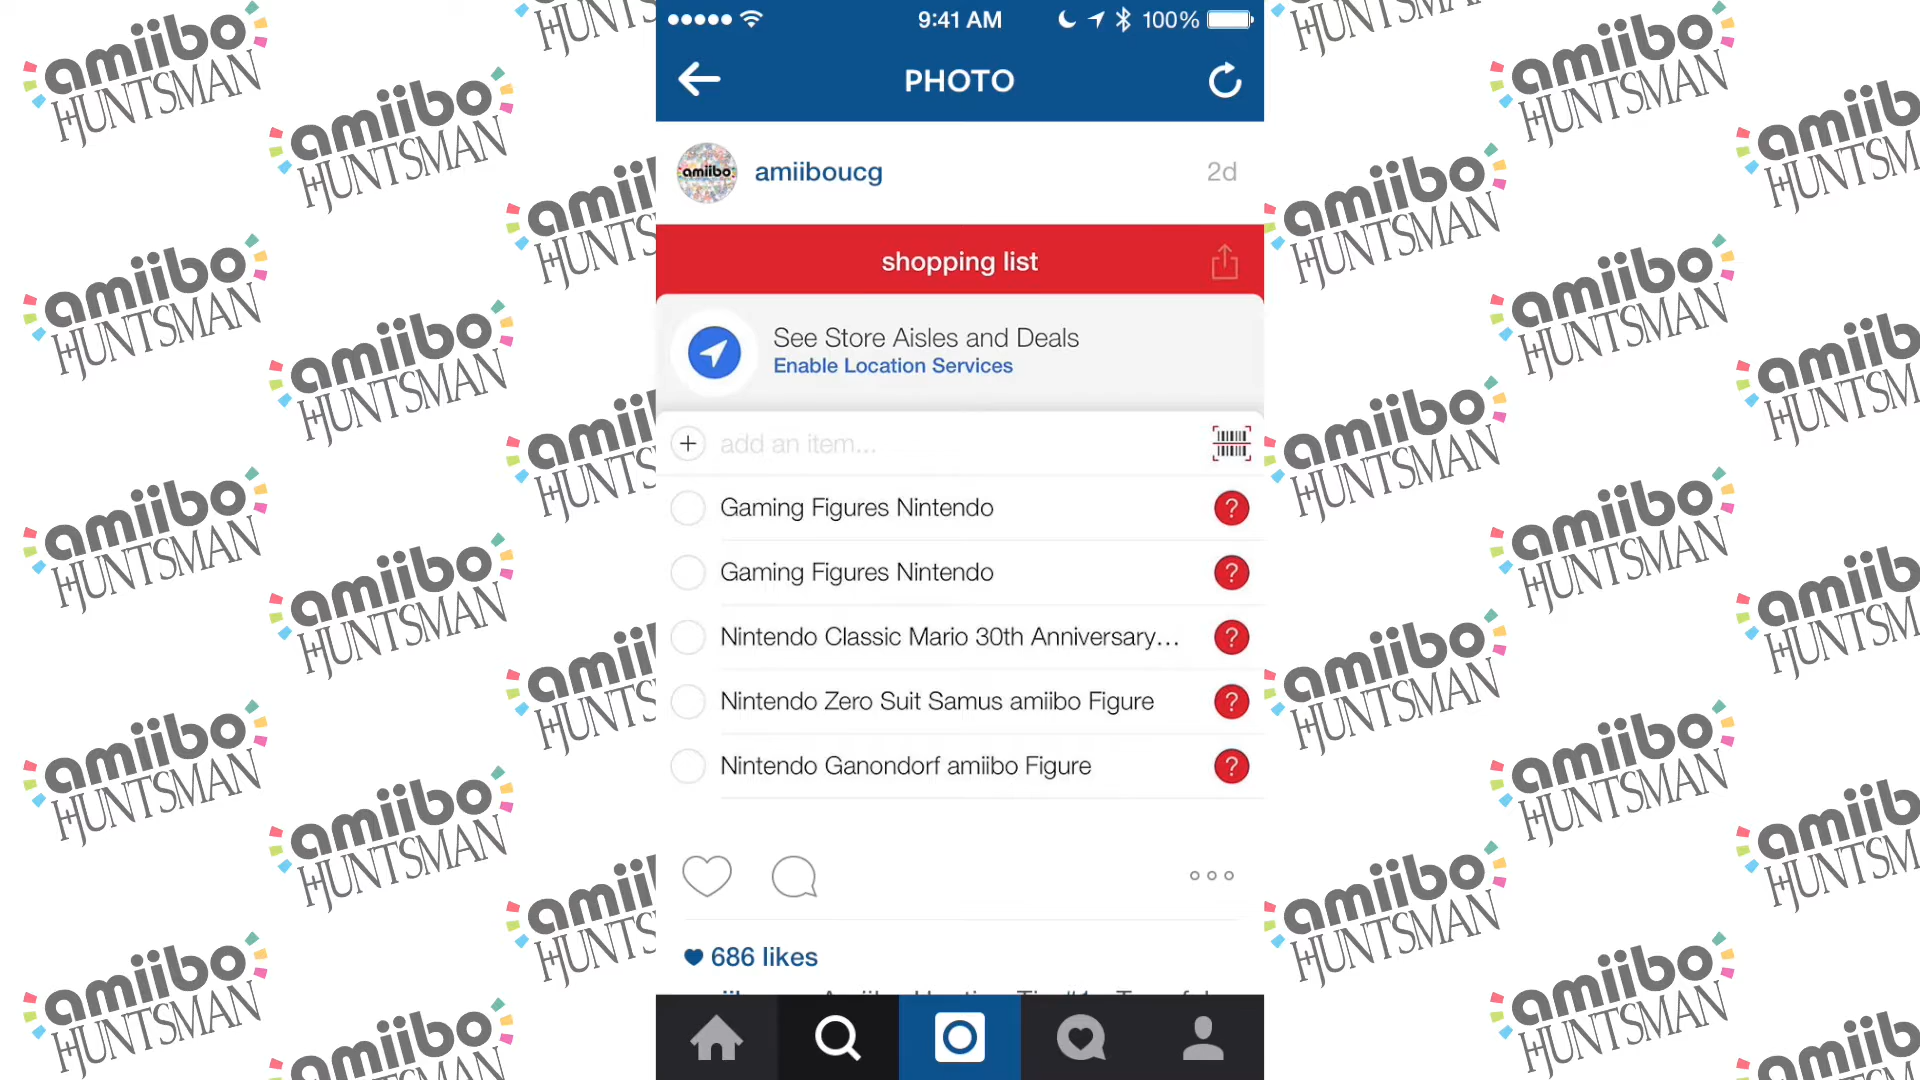 9:41 AM
100%
PHOTO
amiibo
amiiboucg
2d
shopping list
See Store Aisles and Deals
Enable Location Services
add an item...
Gaming Figures Nintendo
?
Gaming Figures Nintendo
?
Nintendo Classic Mario 30th Anniversary...
?
Nintendo Zero Suit Samus amiibo Figure
?
Nintendo Ganondorf amiibo Figure
?
686 likes
amiibo
HUNTSMAN